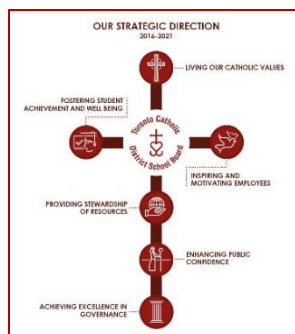 OUR STRATEGIC DIRECTION
2016-2021
LIVING OUR CATHOLIC VALUES
FOSTERING STUDENT
ACHIEVEMENT AND WELL BEING
Toronto Catholic
District School Board
INSPIRING AND
MOTIVATING EMPLOYEES
PROVIDING STEWARDSHIP
OF RESOURCES
ENHANCING PUBLIC
CONFIDENCE
ACHIEVING EXCELLENCE IN
GOVERNANCE